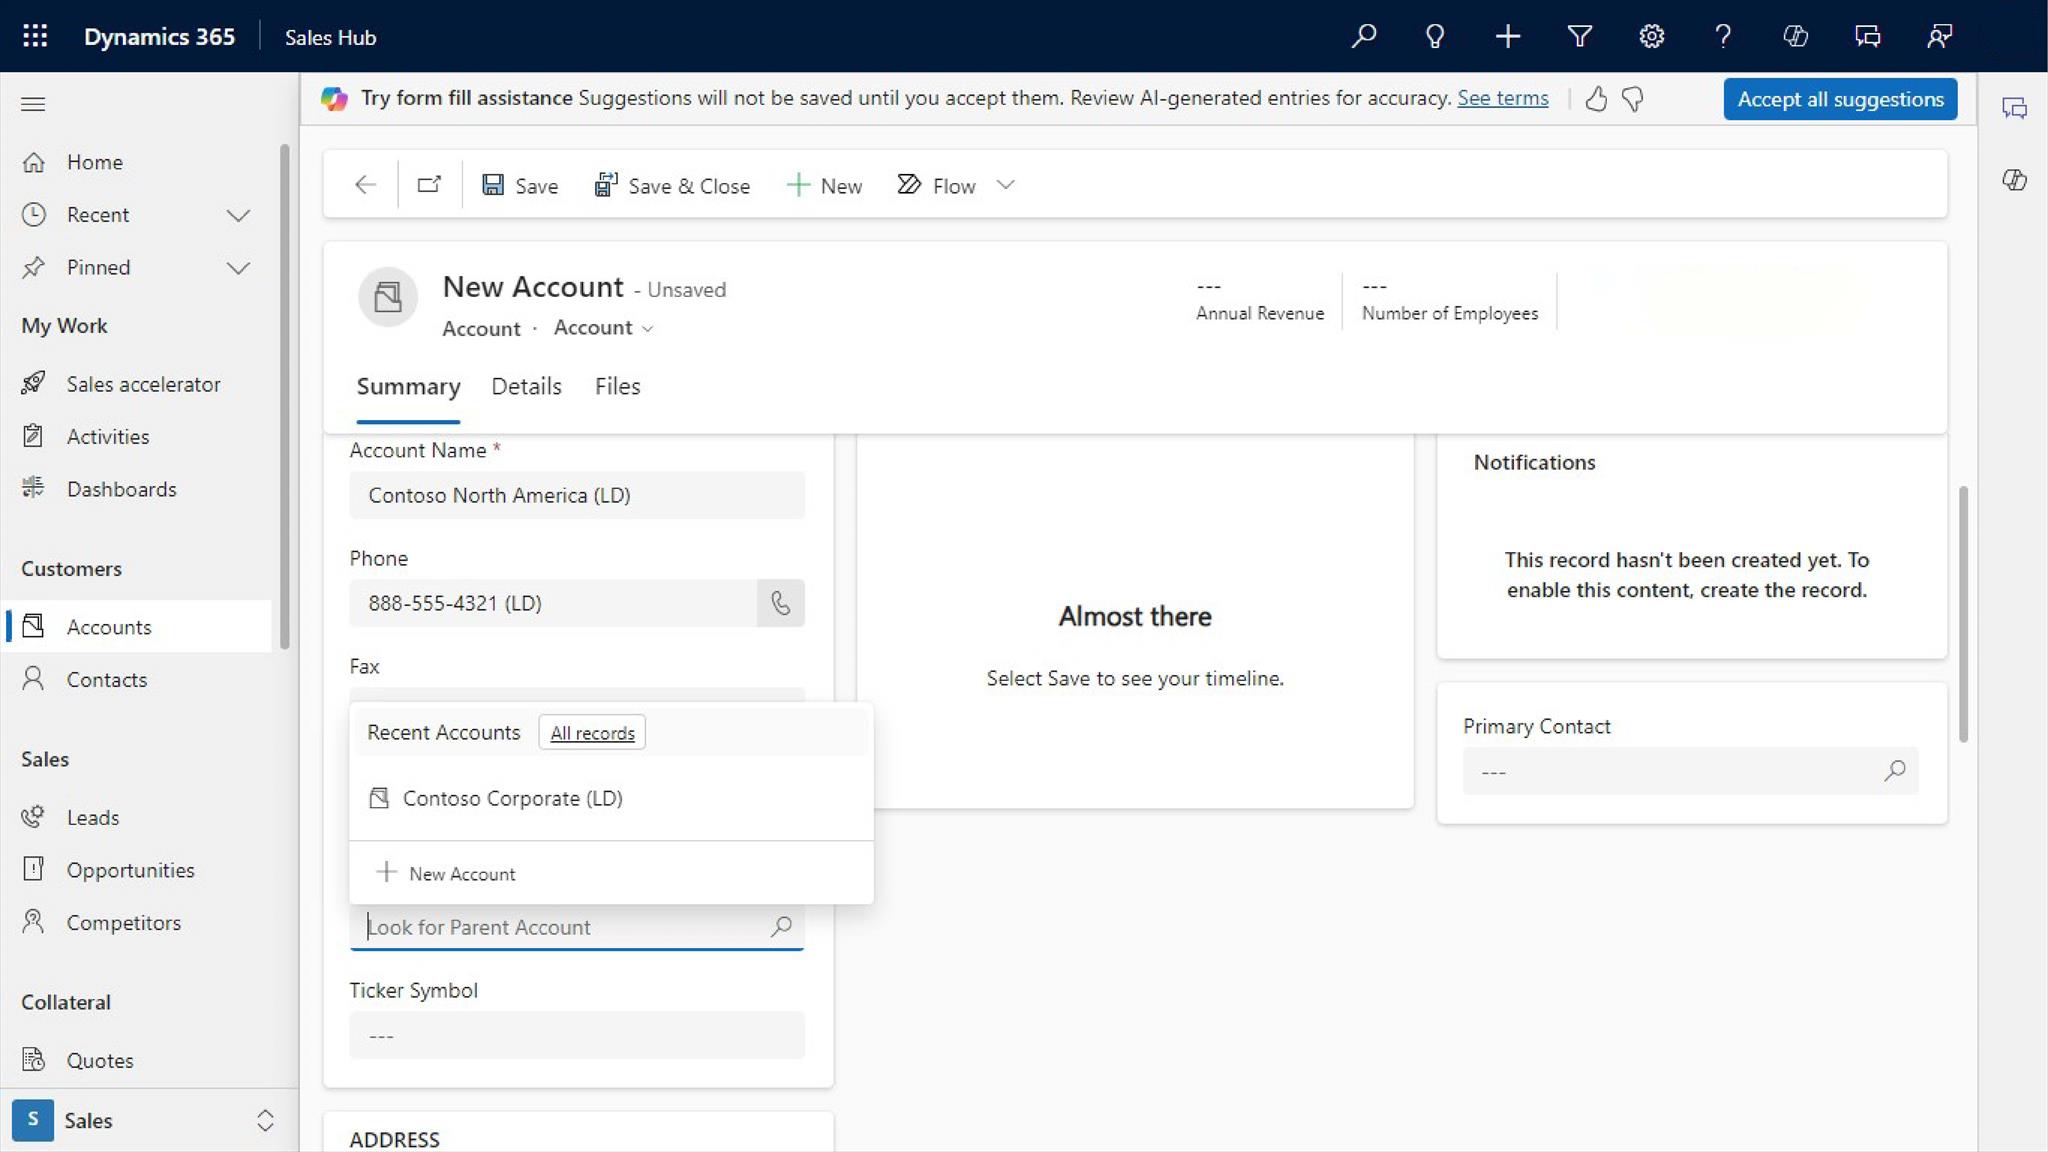 Dynamics 365
Sales Hub
Try form fill assistance Suggestions will not be saved until you accept them. Review AI-generated entries for accuracy. See terms
Accept all suggestions
Home
Recent
Pinned
My Work
Sales accelerator
Activities
Dashboards
Customers
Accounts
Contacts
Sales
Leads
Opportunities
Competitors
Collateral
Quotes
S Sales
Save
Save & Close
New
Flow
New Account - Unsaved
Account · Account
---
Annual Revenue
---
Number of Employees
Summary
Details
Files
Account Name *
Contoso North America (LD)
Phone
888-555-4321 (LD)
Fax
Recent Accounts
All records
Contoso Corporate (LD)
New Account
Look for Parent Account
Ticker Symbol
---
ADDRESS
Almost there
Select Save to see your timeline.
Notifications
This record hasn't been created yet. To
enable this content, create the record.
Primary Contact
---